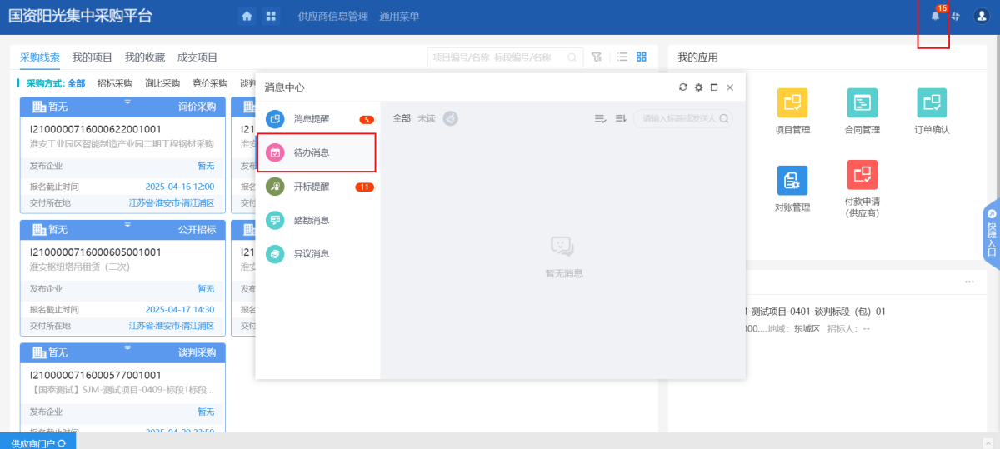 国资阳光集中采购平台
供应商信息管理 通用菜单
16
采购线索 我的项目 我的收藏 成交项目
项目编号/名称 标段编号/名称
采购方式: 全部 招标采购 询比采购 竞价采购 谈判
暂无 询价采购
I2100000716000622001001
淮安工业园区智能制造产业园二期工程钢材采购
发布企业 暂无
报名截止时间 2025-04-16 12:00
交付所在地 江苏省·淮安市·清江浦区
暂无 公开招标
I2100000716000605001001
淮安枢纽塔吊租赁（二次）
发布企业 暂无
报名截止时间 2025-04-17 14:30
交付所在地 江苏省·淮安市·清江浦区
暂无 谈判采购
I2100000716000577001001
【国泰测试】SJM-测试项目-0409-标段1标段...
发布企业 暂无
报名截止时间 2025-04-29 23:59
I210
淮安
发布
报名
交付
I210
淮安
发布
报名
交付
消息中心
消息提醒 5
待办消息
开标提醒 11
踏勘消息
异议消息
全部 未读
请输入标题或发送人
暂无消息
我的应用
项目管理
合同管理
订单确认
对账管理
付款申请
(供应商)
快捷入口
-测试项目-0401-谈判标段（包）01
000....地域： 东城区 招标人： --
供应商门户